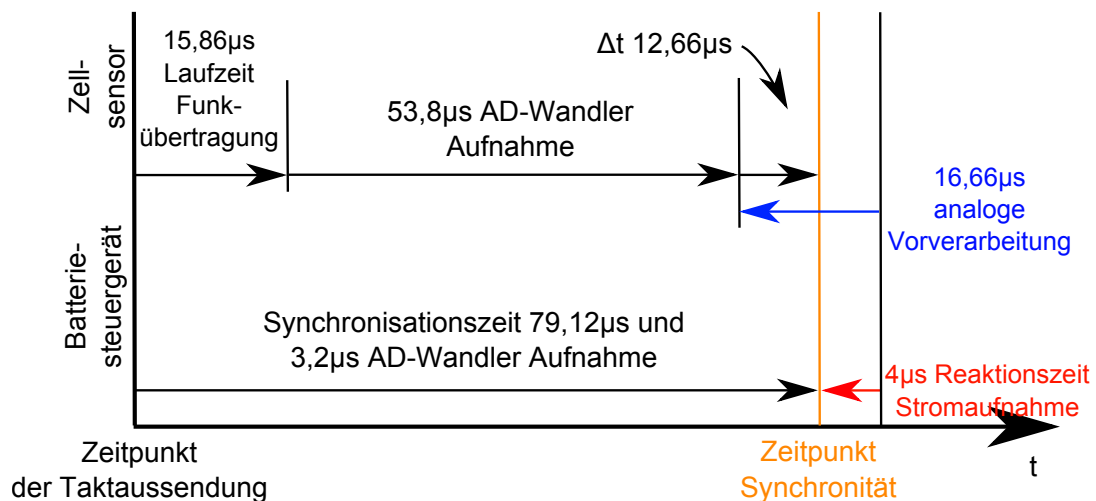 Zell-
sensor
15,86µs
Laufzeit
Funk-
übertragung
53,8µs AD-Wandler
Aufnahme
Δt 12,66µs
16,66µs
analoge
Vorverarbeitung
Batterie-
steuergerät
Synchronisationszeit 79,12µs und
3,2µs AD-Wandler Aufnahme
4µs Reaktionszeit
Stromaufnahme
Zeitpunkt
der Taktaussendung
Zeitpunkt
Synchronität
t